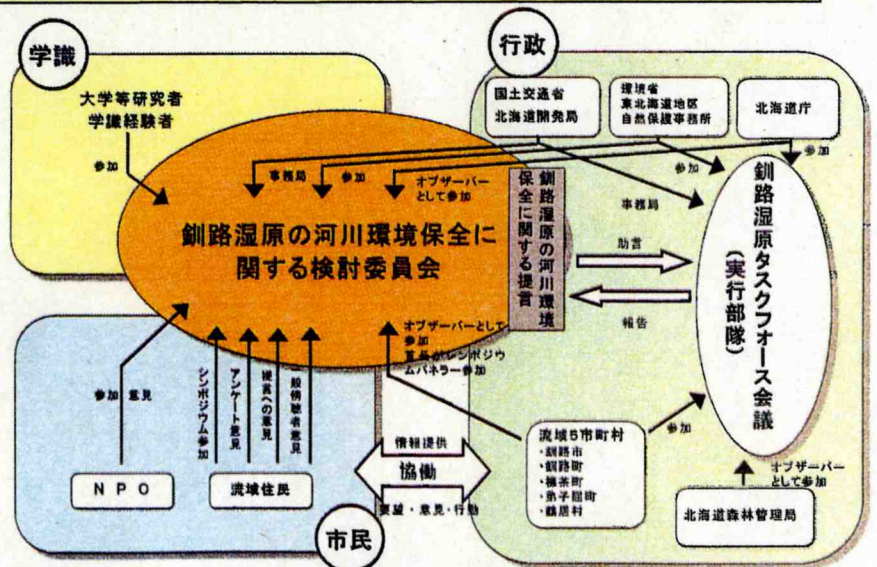 学識
大学等研究者
学識経験者
参加
行政
国土交通省
北海道開発局
環境省
東北海道地区
自然保護事務所
北海道庁
事務局
参加
オブザーバー
として参加
参加
参加
事務局
釧路湿原の河川環境保全に
関する検討委員会
釧路湿原の河川環境
保全に関する提言
助言
報告
釧路湿原タスクフォース会議
(実行部隊)
オブザーバーとして
参加
首長がシンポジウ
ムパネラー参加
参加 意見
シンポジウム参加
アンケート意見
提言への意見
一般傍聴者意見
NPO
流域住民
市民
情報提供
協働
要望・意見・行動
流域5市町村
・釧路市
・釧路町
・標茶町
・弟子屈町
・鶴居村
参加
オブザーバー
として参加
北海道森林管理局